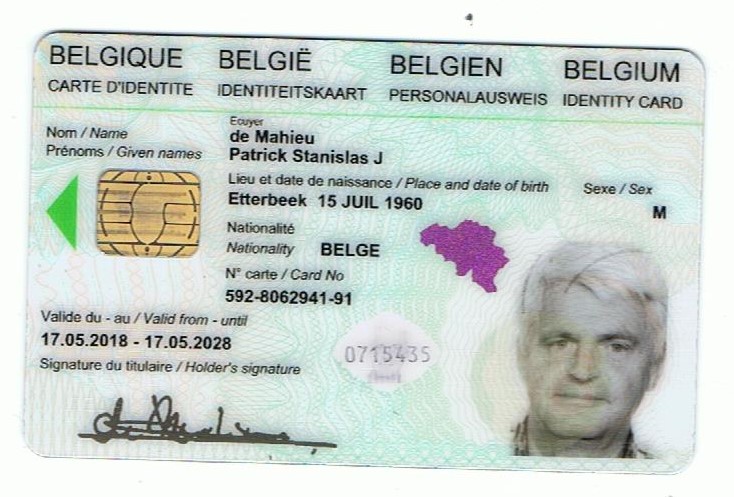 BELGIQUE BELGIË BELGIEN BELGIUM
CARTE D'IDENTITE IDENTITEITSKAART PERSONALAUSWEIS IDENTITY CARD
Ecuyer
Nom / Name de Mahieu
Prénoms / Given names Patrick Stanislas J
Lieu et date de naissance / Place and date of birth Sexe / Sex
Etterbeek 15 JUIL 1960 M
Nationalité
Nationality BELGE
N° carte / Card No
592-8062941-91
Valide du - au / Valid from - until
17.05.2018 - 17.05.2028
0715435
Signature du titulaire / Holder's signature